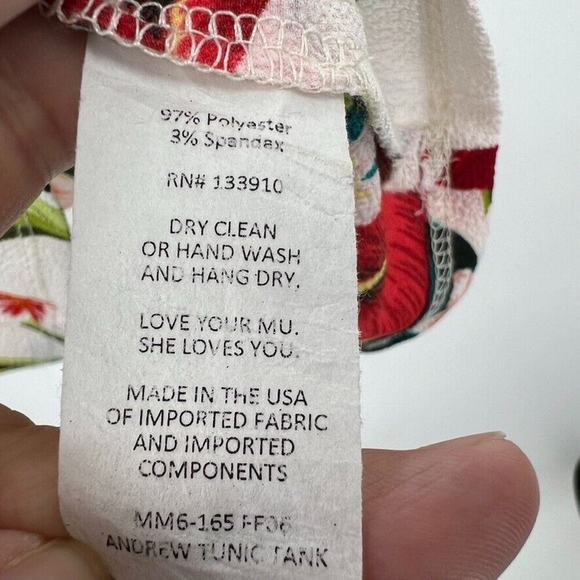 97% Polyester
3% Spandex
RN# 133910
DRY CLEAN
OR HAND WASH
AND HANG DRY.
LOVE YOUR MU.
SHE LOVES YOU.
MADE IN THE USA
OF IMPORTED FABRIC
AND IMPORTED
COMPONENTS
MM6-165 FF06
ANDREW TUNIC TANK